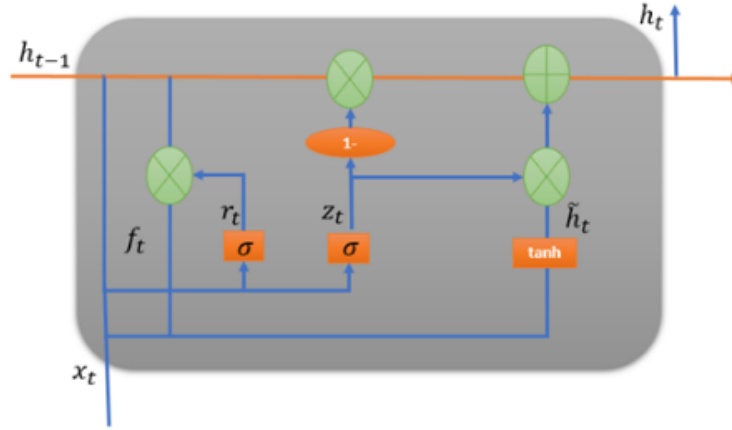 h_t
h_{t-1}
1-
r_t
z_t
h̃_t
f_t
σ
σ
tanh
x_t